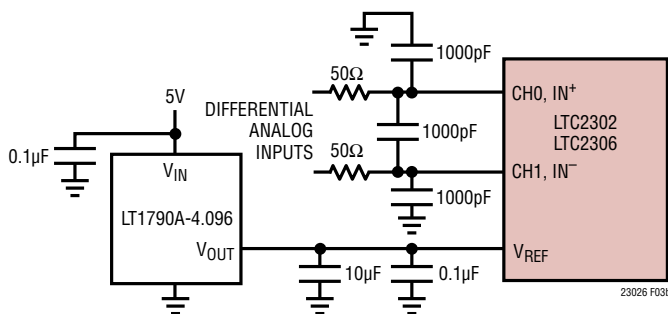 1000pF
50Ω
CH0, IN+
5V
DIFFERENTIAL
ANALOG
INPUTS
1000pF
LTC2302
LTC2306
0.1µF
VIN
50Ω
CH1, IN–
1000pF
LT1790A-4.096
VOUT
VREF
10µF
0.1µF
23026 F03b